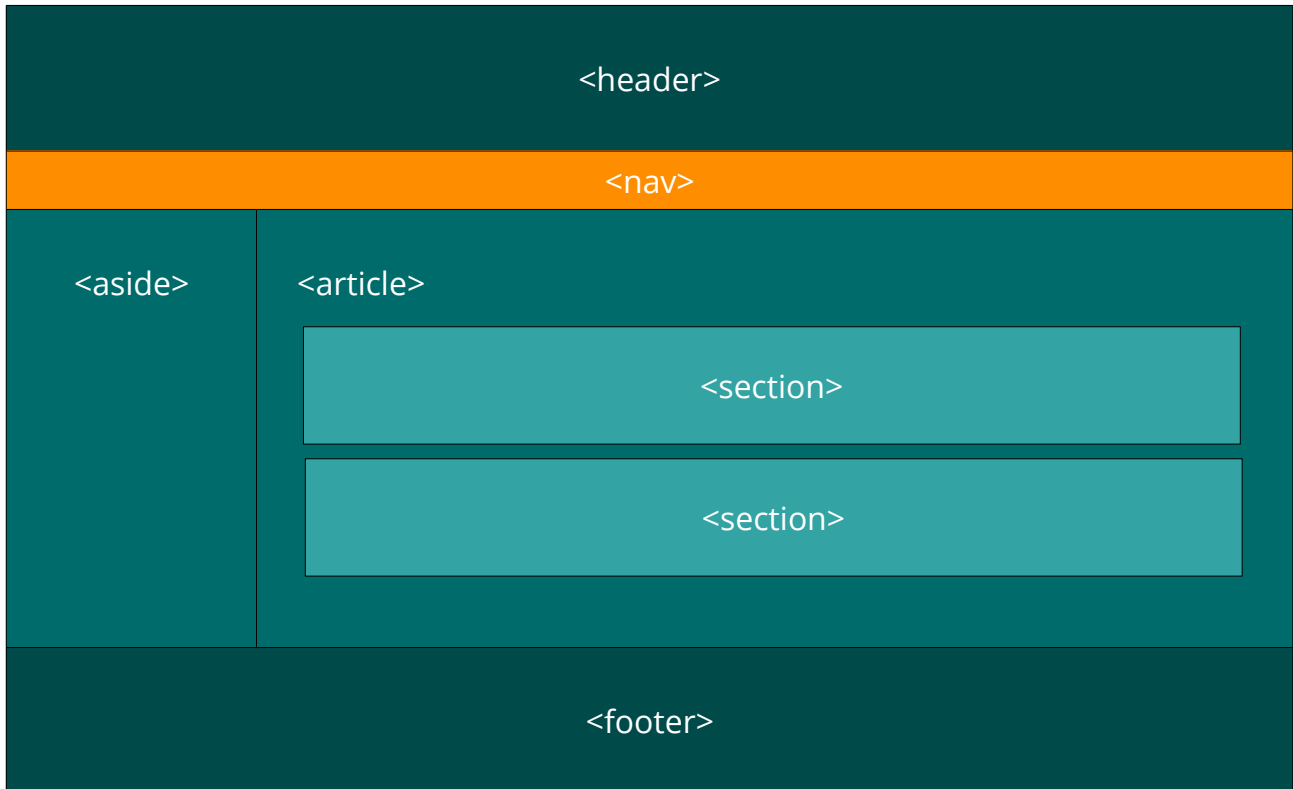 <header>
<nav>
<aside>
<article>
<section>
<section>
<footer>